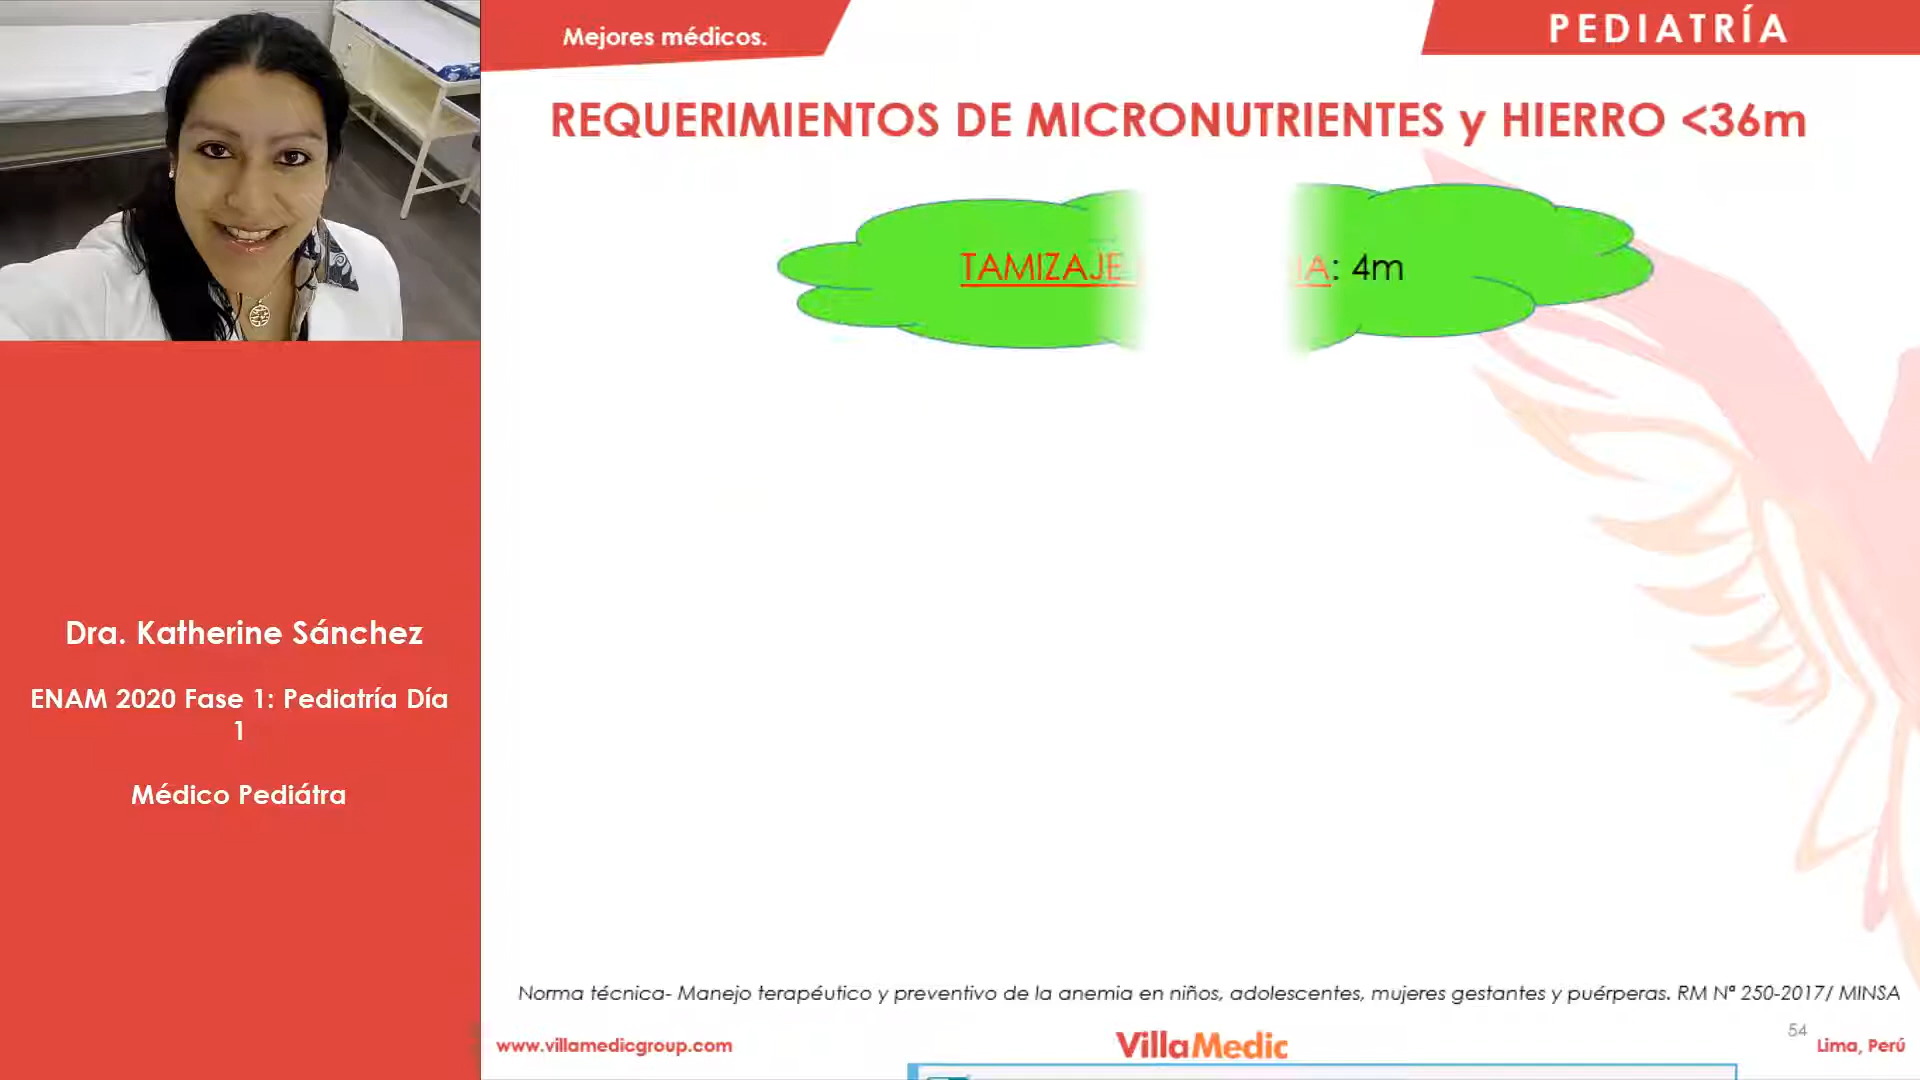 Mejores médicos.
PEDIATRÍA
REQUERIMIENTOS DE MICRONUTRIENTES y HIERRO <36m
TAMIZAJE IA: 4m
Dra. Katherine Sánchez
ENAM 2020 Fase 1: Pediatría Día
1
Médico Pediátra
Norma técnica- Manejo terapéutico y preventivo de la anemia en niños, adolescentes, mujeres gestantes y puérperas. RM Nª 250-2017/ MINSA
54
www.villamedicgroup.com
VillaMedic
Lima, Perú